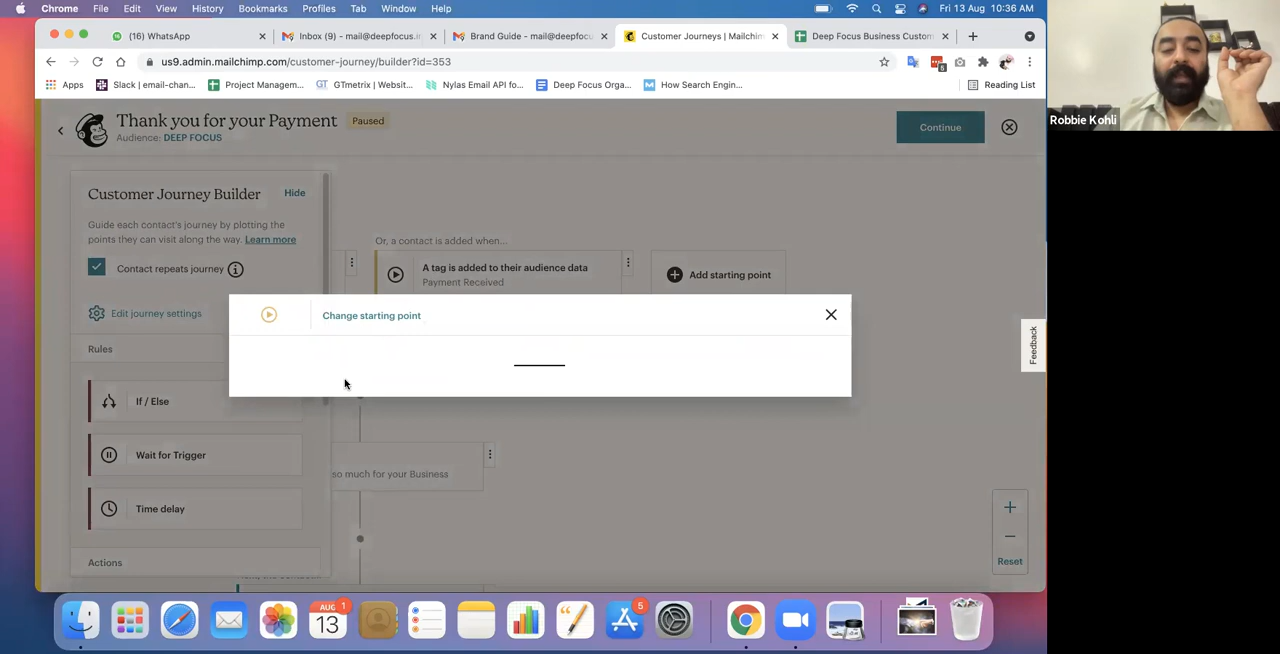 Chrome File Edit View History Bookmarks Profiles Tab Window Help Fri 13 Aug 10:36 AM
(16) WhatsApp Inbox (9) - mail@deepfocus.in Brand Guide - mail@deepfocu Customer Journeys | Mailchimp Deep Focus Business Custom
us9.admin.mailchimp.com/customer-journey/builder?id=353
Apps Slack | email-chan... Project Managem... GT GTmetrix | Websit... Nylas Email API fo... Deep Focus Orga... M How Search Engin... Reading List
Robbie Kohli
Thank you for your Payment Paused
Audience: DEEP FOCUS
Continue
Customer Journey Builder Hide
Guide each contact's journey by plotting the
points they can visit along the way. Learn more
Contact repeats journey
Edit journey settings
Rules
If / Else
Wait for Trigger
Time delay
Actions
Or, a contact is added when...
A tag is added to their audience data
Payment Received
Add starting point
Change starting point
so much for your Business
Feedback
Reset
AUG 1
13
5